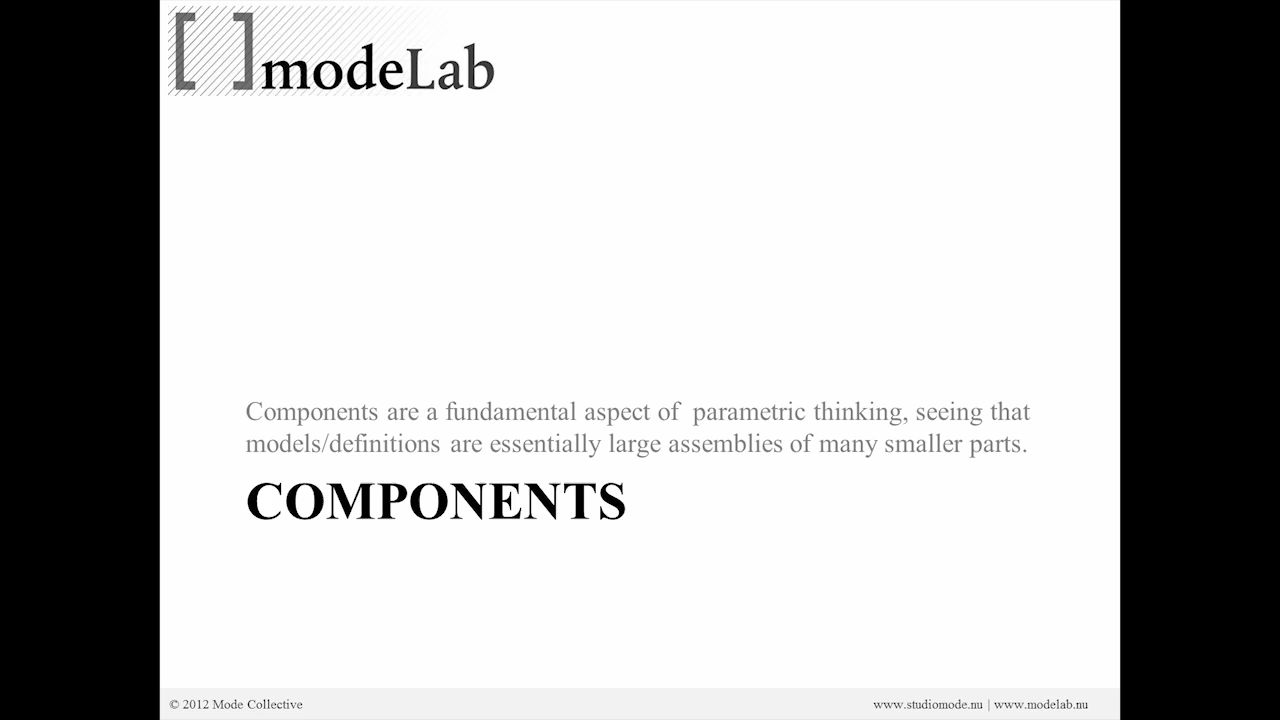 [ ]modeLab
Components are a fundamental aspect of parametric thinking, seeing that
models/definitions are essentially large assemblies of many smaller parts.
COMPONENTS
© 2012 Mode Collective
www.studiomode.nu | www.modelab.nu